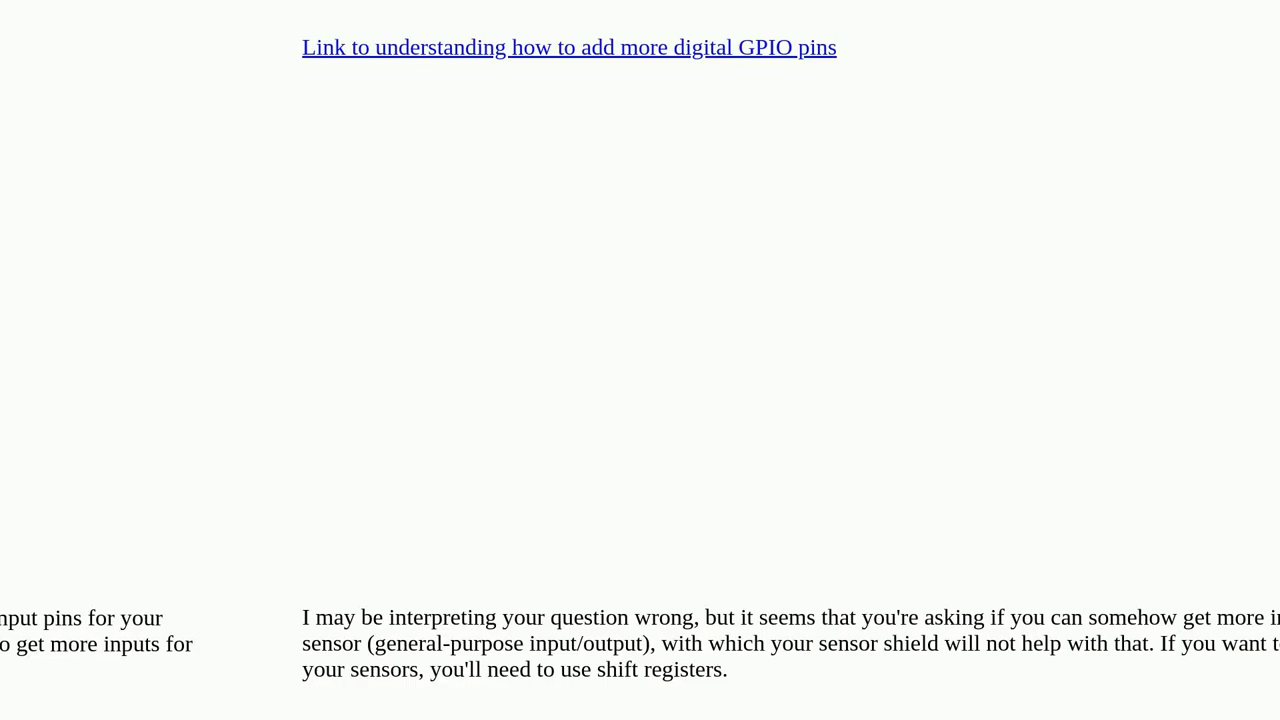 Link to understanding how to add more digital GPIO pins
pins for your
get more inputs for
I may be interpreting your question wrong, but it seems that you're asking if you can somehow get more
sensor (general-purpose input/output), with which your sensor shield will not help with that. If you want
your sensors, you'll need to use shift registers.